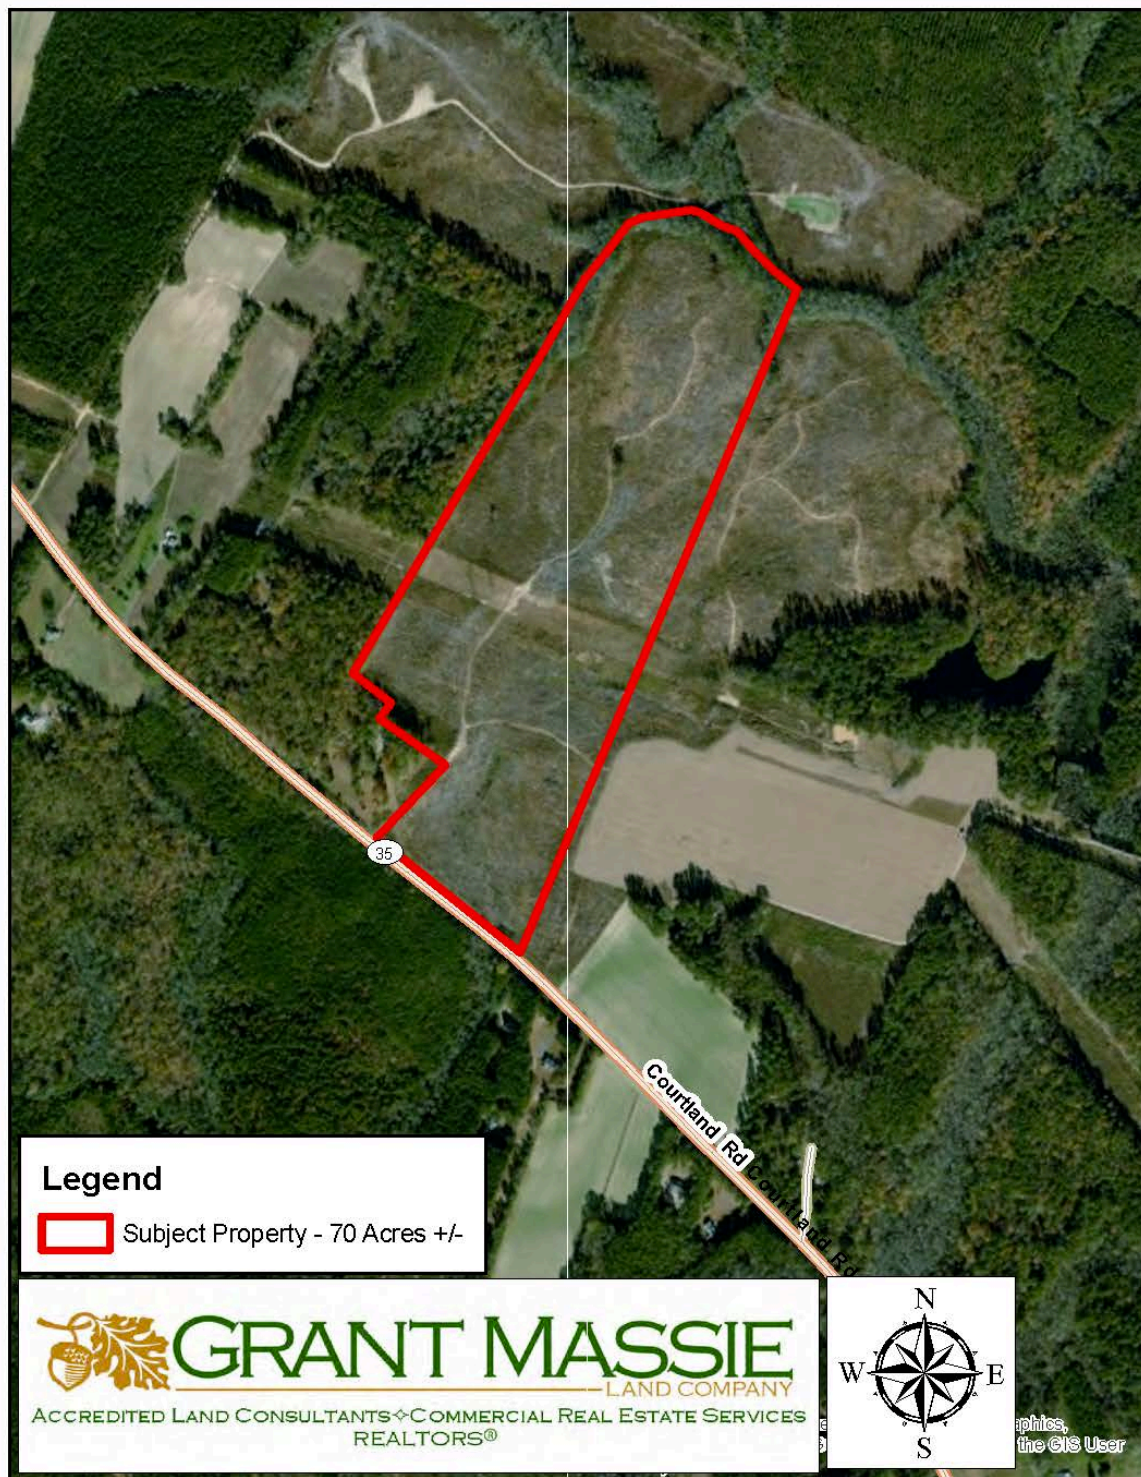 35
Courtland Rd
Courtland Rd
Legend
Subject Property - 70 Acres +/-
GRANT MASSIE
LAND COMPANY
ACCREDITED LAND CONSULTANTS✧COMMERCIAL REAL ESTATE SERVICES
REALTORS®
N
W E
S
aphics,
the GIS User